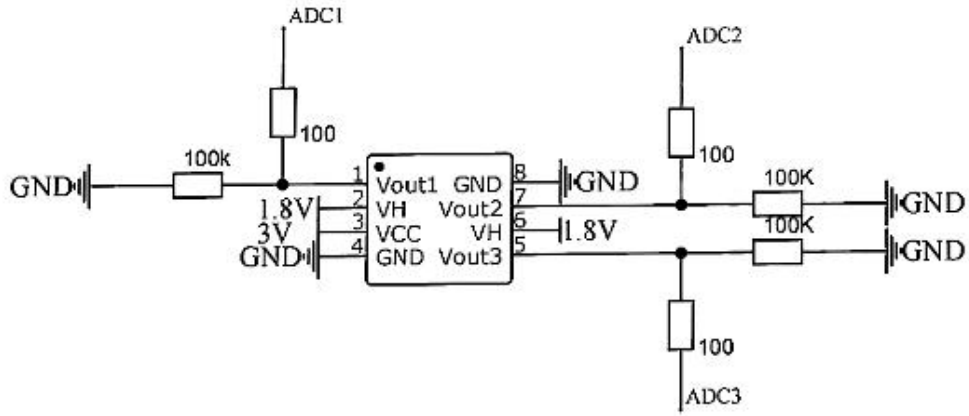 ADC1
100
100k
GND
1 Vout1
1.8V 2 VH
3V 3 VCC
GND 4 GND
GND 8 GND
Vout2 7
VH 6 1.8V
Vout3 5
ADC2
100
100K
GND
100K
GND
100
ADC3